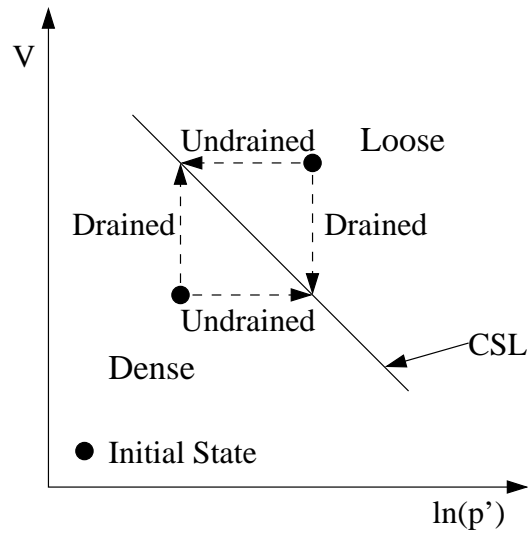 V
Undrained
Loose
Drained
Drained
Undrained
CSL
Dense
Initial State
ln(p')